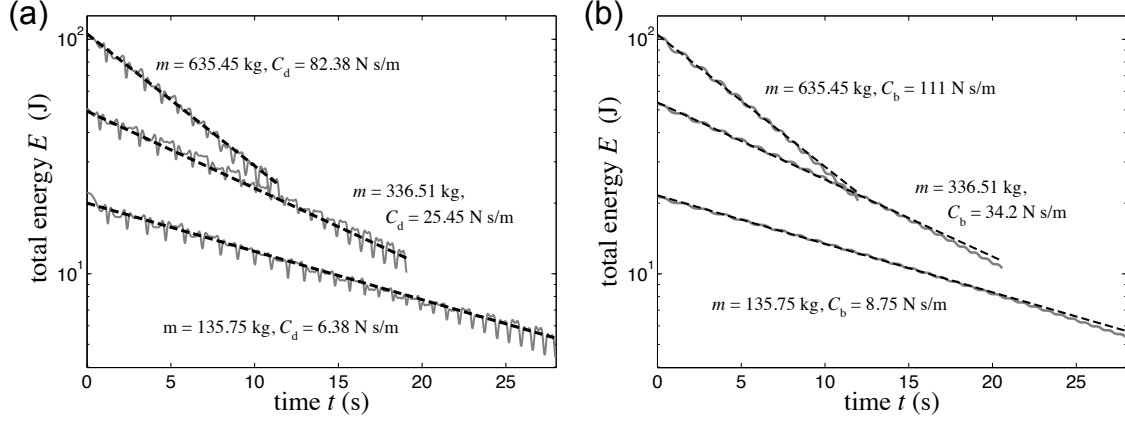 (a)
10²
10¹
total energy E (J)
m = 635.45 kg, C_d = 82.38 N s/m
m = 336.51 kg,
C_d = 25.45 N s/m
m = 135.75 kg, C_d = 6.38 N s/m
0 5 10 15 20 25
time t (s)
(b)
10²
10¹
total energy E (J)
m = 635.45 kg, C_b = 111 N s/m
m = 336.51 kg,
C_b = 34.2 N s/m
m = 135.75 kg, C_b = 8.75 N s/m
0 5 10 15 20 25
time t (s)